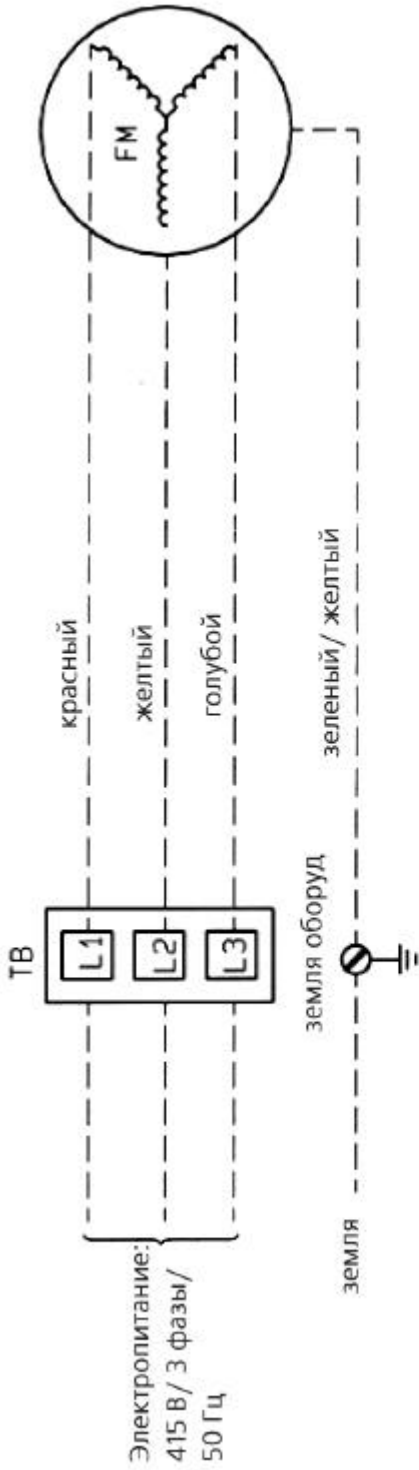 TB
L1
L2
L3
FM
красный
желтый
голубой
зеленый/ желтый
земля оборуд
земля
Электропитание:
415 В/ 3 фазы/
50 Гц